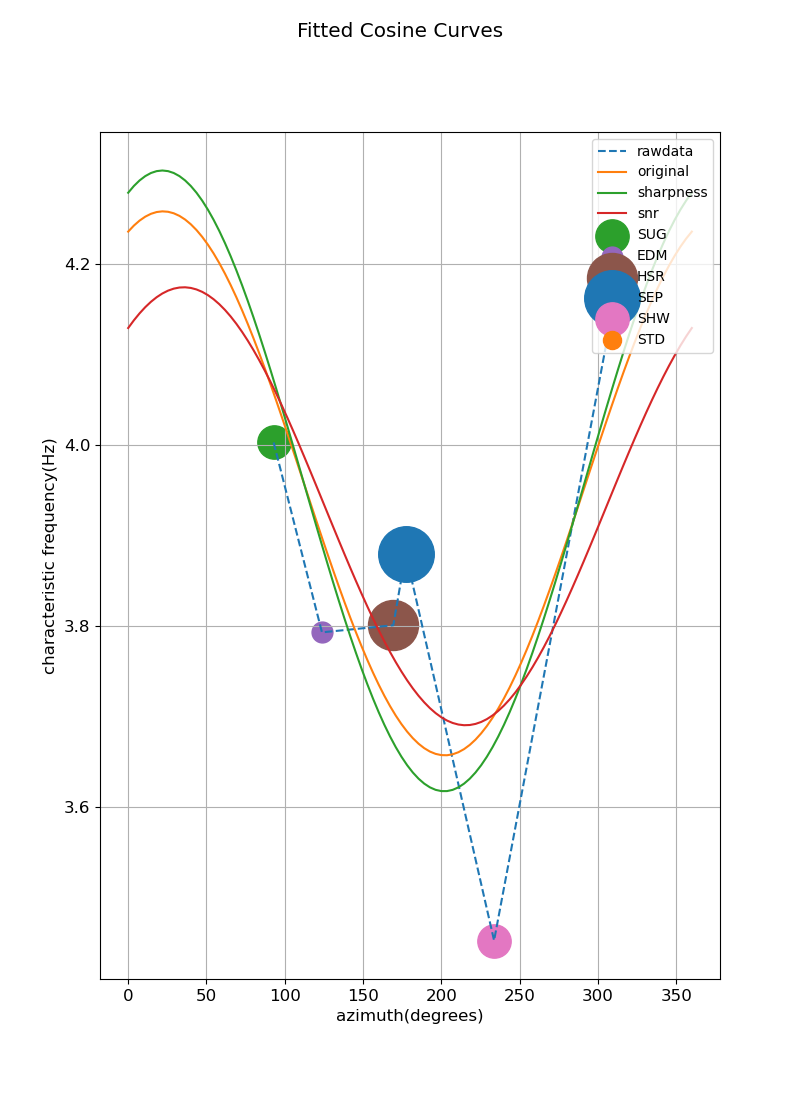 Fitted Cosine Curves
rawdata
original
sharpness
snr
SUG
EDM
HSR
SEP
SHW
STD
4.2
4.0
3.8
3.6
characteristic frequency(Hz)
0 50 100 150 200 250 300 350
azimuth(degrees)